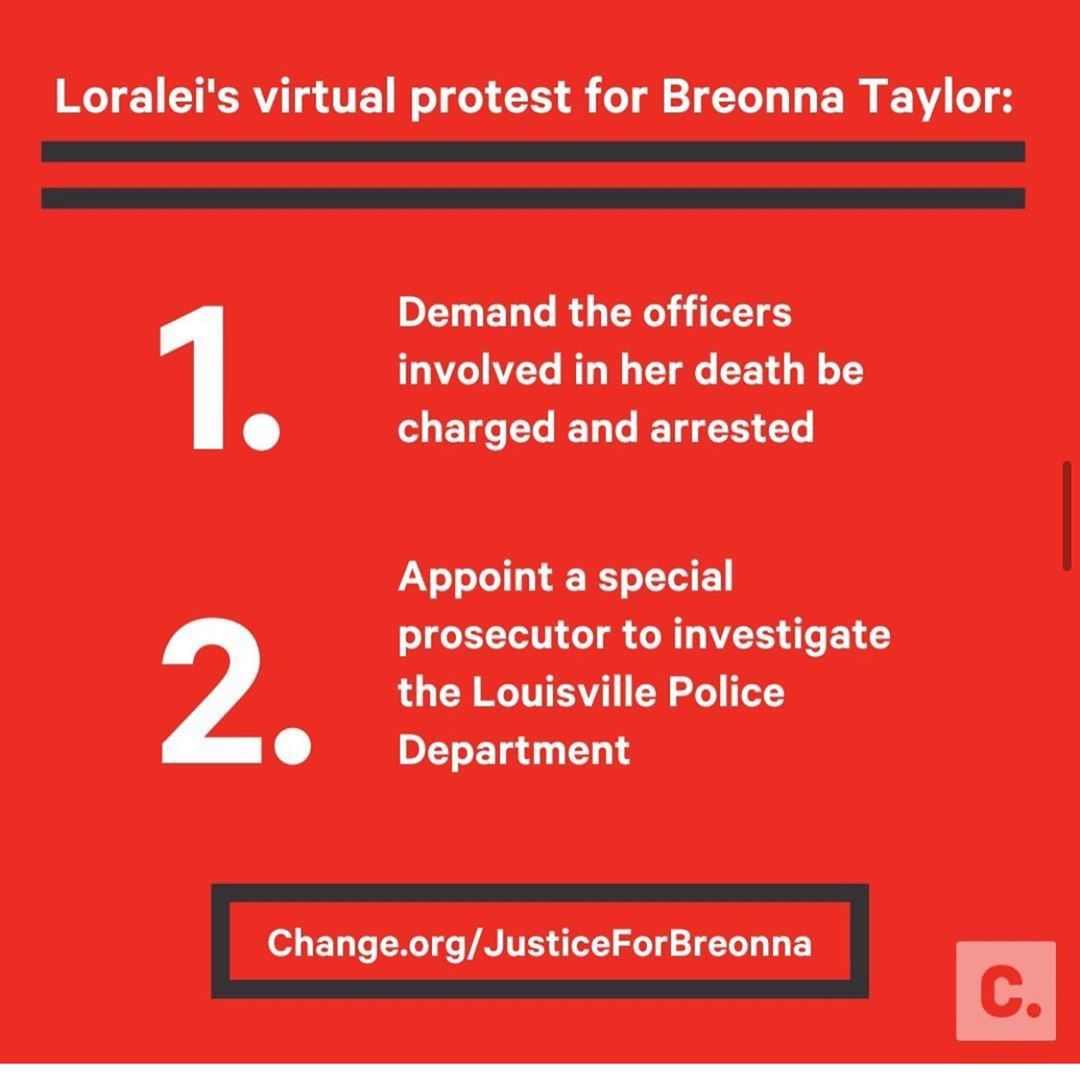 Loralei's virtual protest for Breonna Taylor:
1.
Demand the officers
involved in her death be
charged and arrested
2.
Appoint a special
prosecutor to investigate
the Louisville Police
Department
Change.org/JusticeForBreonna
C.